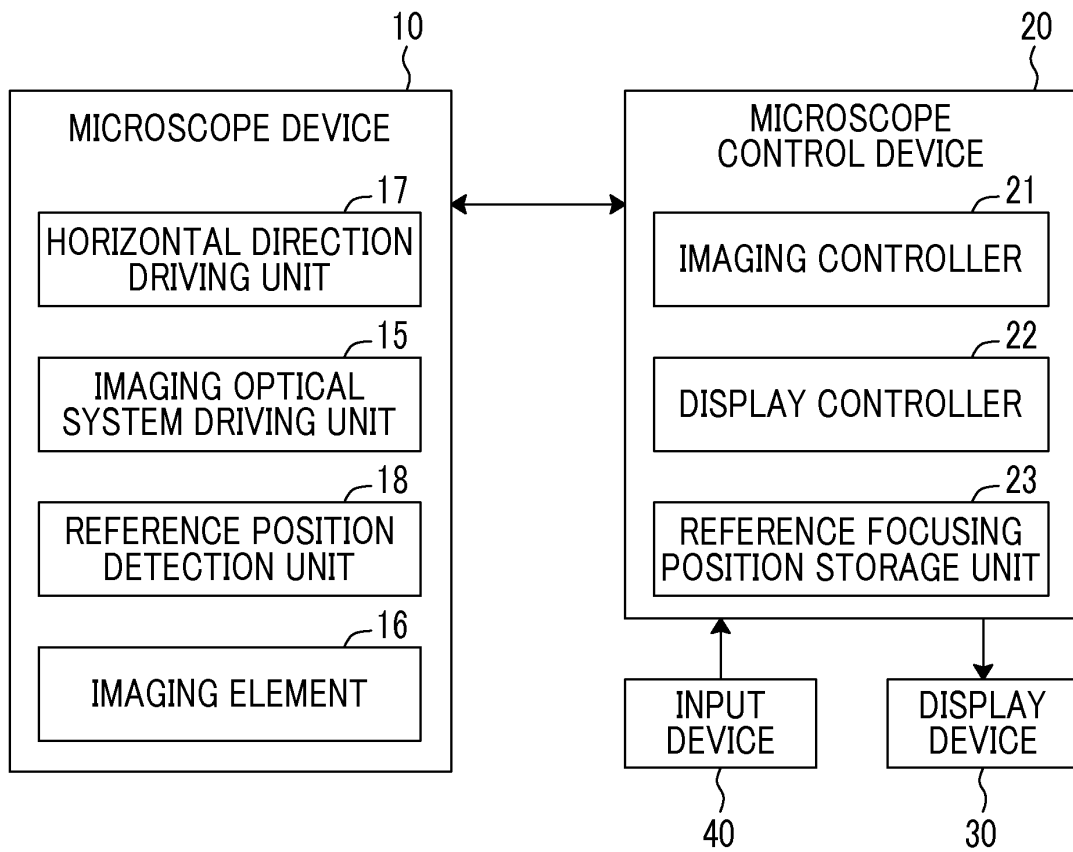 10
MICROSCOPE DEVICE
17
HORIZONTAL DIRECTION
DRIVING UNIT
15
IMAGING OPTICAL
SYSTEM DRIVING UNIT
18
REFERENCE POSITION
DETECTION UNIT
16
IMAGING ELEMENT
20
MICROSCOPE
CONTROL DEVICE
21
IMAGING CONTROLLER
22
DISPLAY CONTROLLER
23
REFERENCE FOCUSING
POSITION STORAGE UNIT
INPUT
DEVICE
40
DISPLAY
DEVICE
30